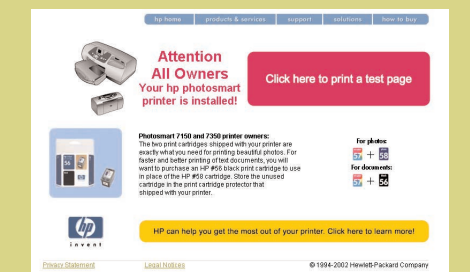 hp home
products & services
support
solutions
how to buy
Attention
All Owners
Your hp photosmart
printer is installed!
Click here to print a test page
Photosmart 7150 and 7350 printer owners:
The two print cartridges shipped with your printer are
exactly what you need for printing beautiful photos. For
faster and better printing of text documents, you will
want to purchase an HP #56 black print cartridge to use
in place of the HP #58 cartridge. Store the unused
cartridge in the print cartridge protector that
shipped with your printer.
For photos:
57 + 58
For documents:
57 + 56
56
hp
invent
HP can help you get the most out of your printer. Click here to learn more!
Privacy Statement
Legal Notices
© 1994-2002 Hewlett-Packard Company